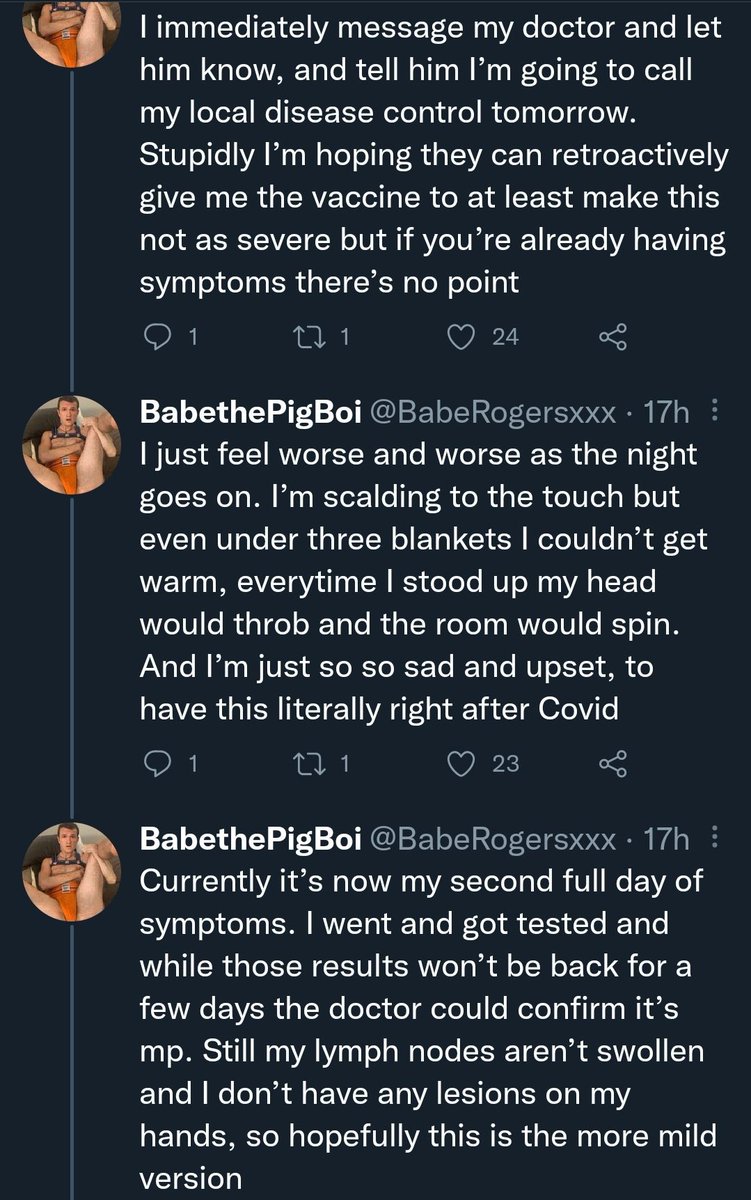 I immediately message my doctor and let
him know, and tell him I’m going to call
my local disease control tomorrow.
Stupidly I’m hoping they can retroactively
give me the vaccine to at least make this
not as severe but if you’re already having
symptoms there’s no point
1 1 24
BabethePigBoi @BabeRogersxxx · 17h
I just feel worse and worse as the night
goes on. I’m scalding to the touch but
even under three blankets I couldn’t get
warm, everytime I stood up my head
would throb and the room would spin.
And I’m just so so sad and upset, to
have this literally right after Covid
1 1 23
BabethePigBoi @BabeRogersxxx · 17h
Currently it’s now my second full day of
symptoms. I went and got tested and
while those results won’t be back for a
few days the doctor could confirm it’s
mp. Still my lymph nodes aren’t swollen
and I don’t have any lesions on my
hands, so hopefully this is the more mild
version